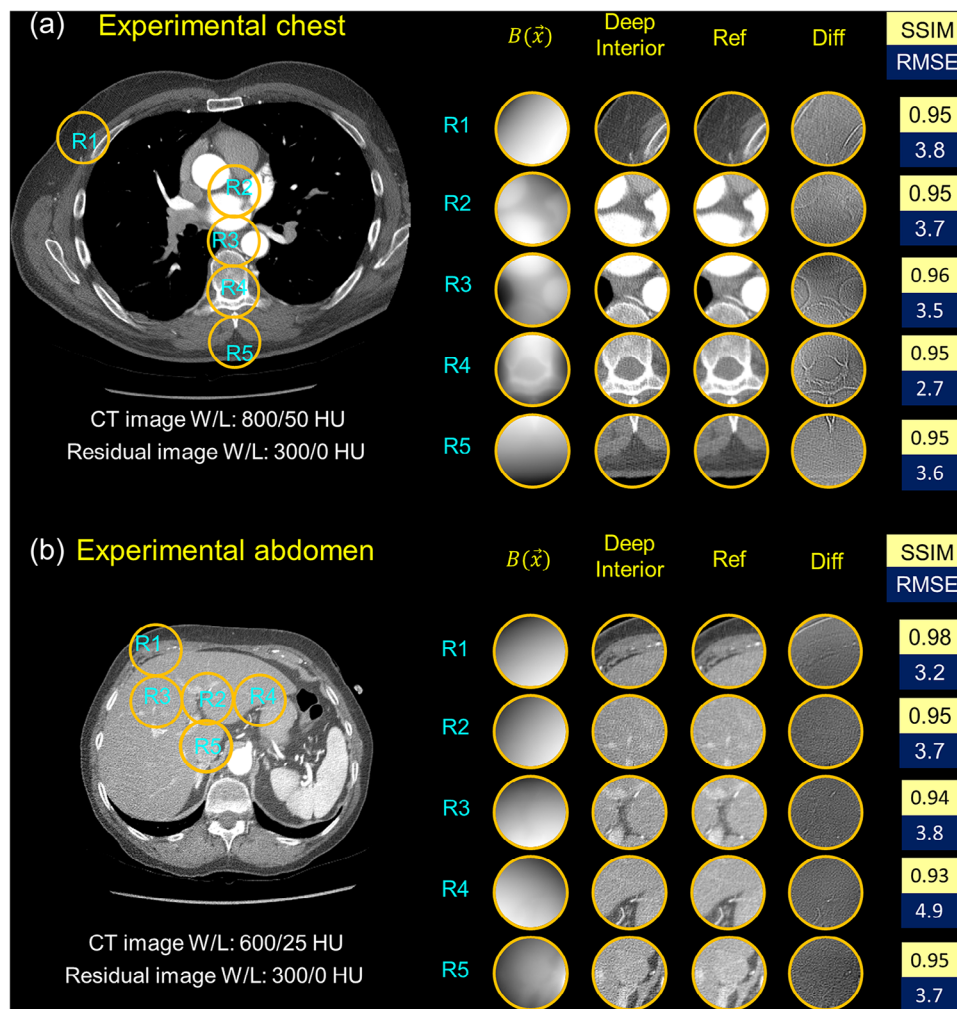 (a) Experimental chest
B(x⃗) Deep Interior Ref Diff SSIM
RMSE
R1
R2
R3
R4
R5
CT image W/L: 800/50 HU
Residual image W/L: 300/0 HU
R1 0.95
3.8
R2 0.95
3.7
R3 0.96
3.5
R4 0.95
2.7
R5 0.95
3.6
(b) Experimental abdomen
B(x⃗) Deep Interior Ref Diff SSIM
RMSE
R1
R3 R2 R4
R5
CT image W/L: 600/25 HU
Residual image W/L: 300/0 HU
R1 0.98
3.2
R2 0.95
3.7
R3 0.94
3.8
R4 0.93
4.9
R5 0.95
3.7